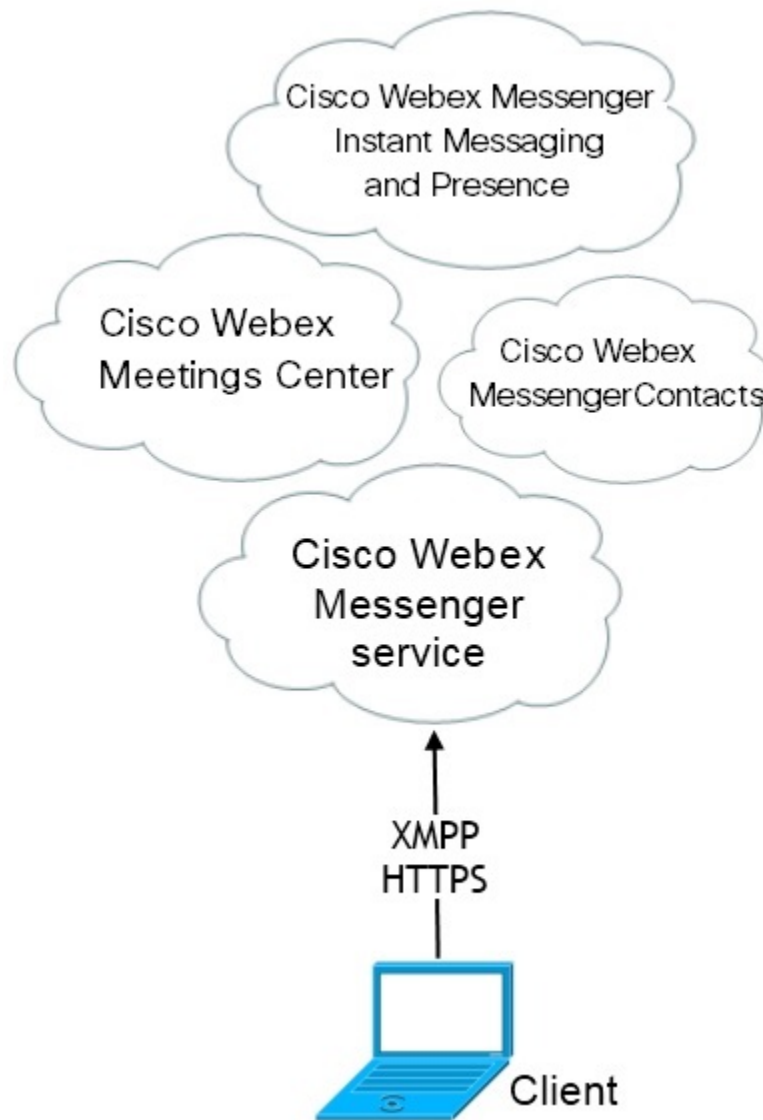 Cisco Webex Messenger
Instant Messaging
and Presence
Cisco Webex
Meetings Center
Cisco Webex
MessengerContacts
Cisco Webex
Messenger
service
XMPP
HTTPS
Client